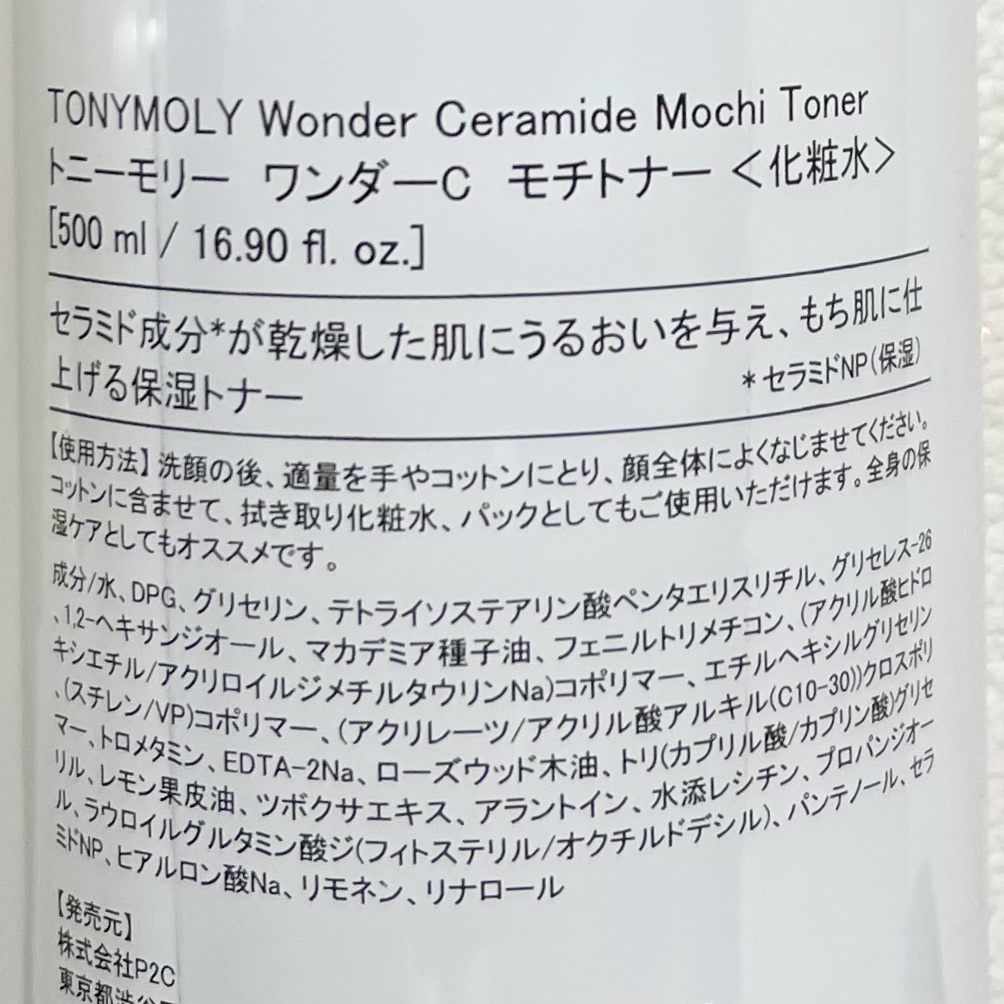 TONYMOLY Wonder Ceramide Mochi Toner
トニーモリー　ワンダーC　モチトナー＜化粧水＞
[500 ml / 16.90 fl. oz.]
セラミド成分*が乾燥した肌にうるおいを与え、もち肌に仕
上げる保湿トナー
*セラミドNP(保湿)
【使用方法】洗顔の後、適量を手やコットンにとり、顔全体によくなじませてください。
コットンに含ませて、拭き取り化粧水、パックとしてもご使用いただけます。全身の保
湿ケアとしてもオススメです。
成分/水、DPG、グリセリン、テトライソステアリン酸ペンタエリスリチル、グリセレス-26
、1,2-ヘキサンジオール、マカデミア種子油、フェニルトリメチコン、(アクリル酸ヒドロ
キシエチル/アクリロイルジメチルタウリンNa)コポリマー、エチルヘキシルグリセリン
、(スチレン/VP)コポリマー、(アクリレーツ/アクリル酸アルキル(C10-30))クロスポリ
マー、トロメタミン、EDTA-2Na、ローズウッド木油、トリ(カプリル酸/カプリン酸)グリセ
リル、レモン果皮油、ツボクサエキス、アラントイン、水添レシチン、プロパンジオー
ル、ラウロイルグルタミン酸ジ(フィトステリル/オクチルドデシル)、パンテノール、セラ
ミドNP、ヒアルロン酸Na、リモネン、リナロール
【発売元】
株式会社P2C
東京都渋谷